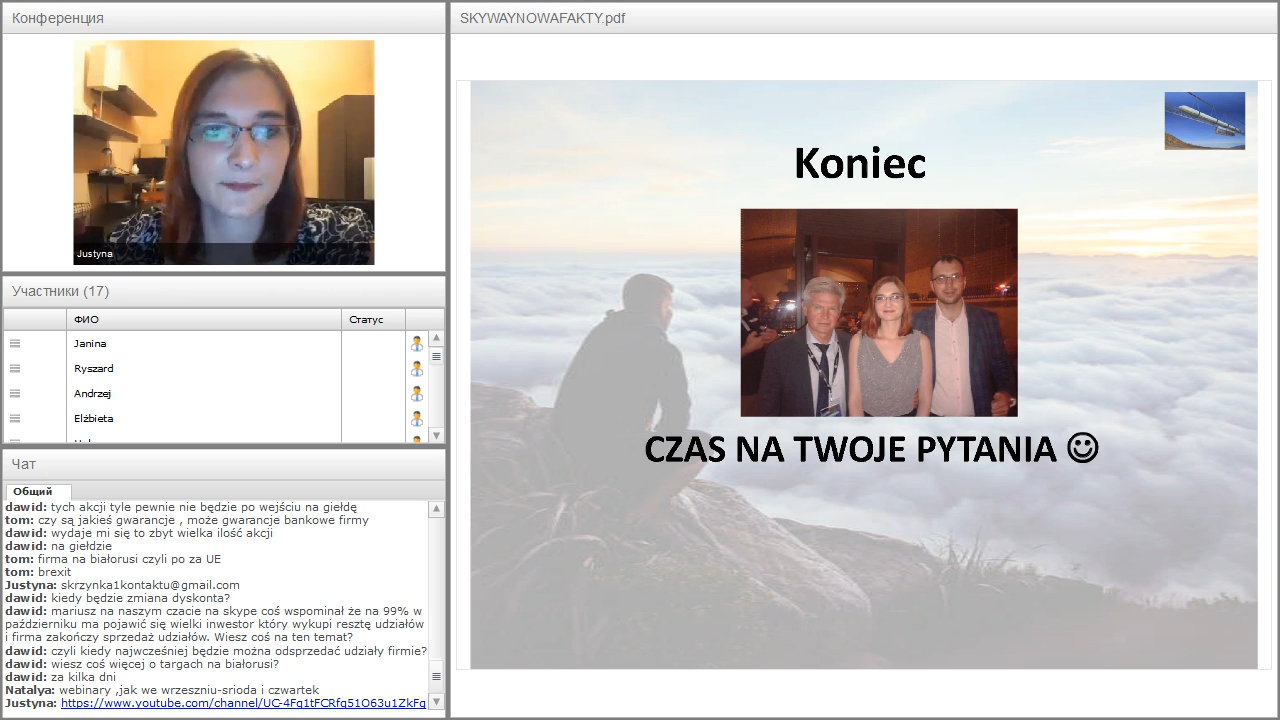 Конференция
Justyna
Участники (17)
ФИО
Статус
Janina
Ryszard
Andrzej
Elżbieta
Чат
Общий
dawid: tych akcji tyle pewnie nie będzie po wejściu na giełdę
tom: czy są jakieś gwarancje , może gwarancje bankowe firmy
dawid: wydaje mi się to zbyt wielka ilość akcji
dawid: na giełdzie
tom: firma na białorusi czyli po za UE
tom: brexit
Justyna: skrzynka1kontaktu@gmail.com
dawid: kiedy będzie zmiana dyskonta?
dawid: mariusz na naszym czacie na skype coś wspominał że na 99% w
październiku ma pojawić się wielki inwestor który wykupi resztę udziałów
i firma zakończy sprzedaż udziałów. Wiesz coś na ten temat?
dawid: czyli kiedy najwcześniej będzie można odsprzedać udziały firmie?
dawid: wiesz coś więcej o targach na białorusi?
dawid: za kilka dni
Natalya: webinary ,jak we wrzeszniu-srioda i czwartek
Justyna: https://www.youtube.com/channel/UC-4Fq1tFCRfq51O63u1ZkFg
SKYWAYNOWAFAKTY.pdf
Koniec
CZAS NA TWOJE PYTANIA ☺